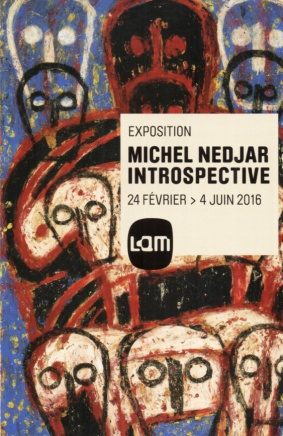 EXPOSITION
MICHEL NEDJAR
INTROSPECTIVE
24 FÉVRIER > 4 JUIN 2016
LaM